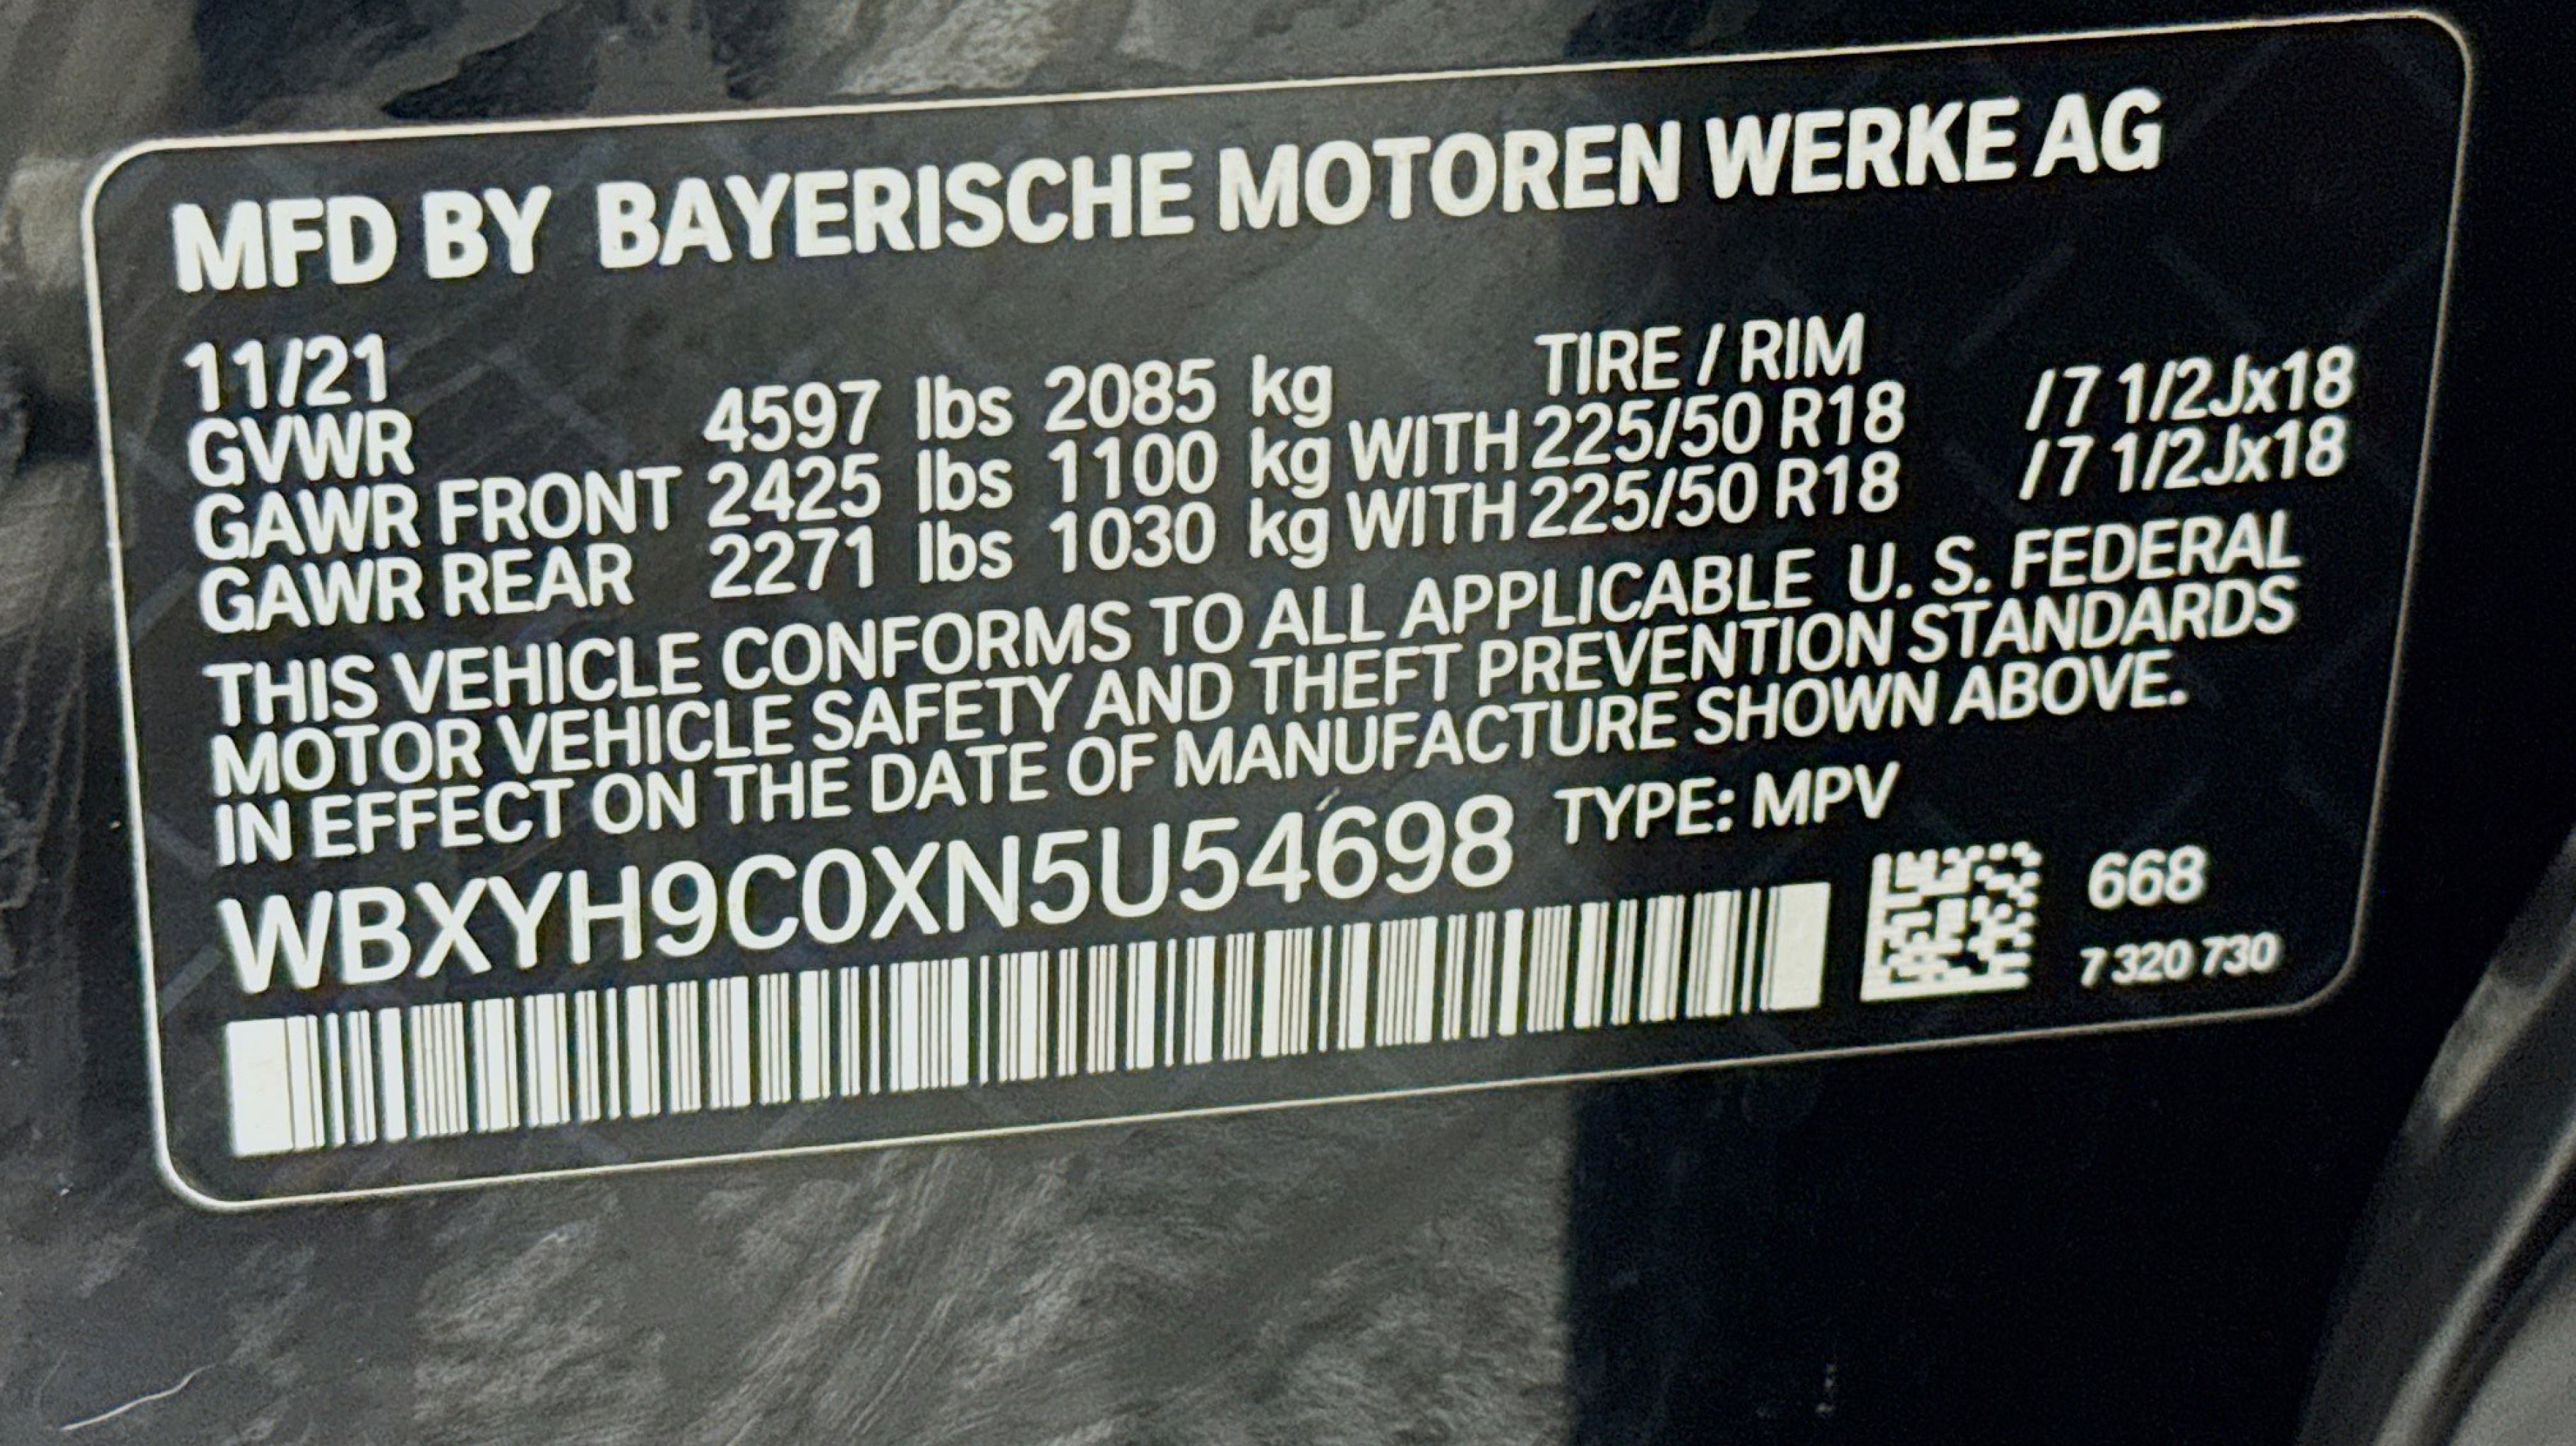 MFD BY BAYERISCHE MOTOREN WERKE AG
11/21 TIRE / RIM
GVWR 4597 lbs 2085 kg
GAWR FRONT 2425 lbs 1100 kg WITH 225/50 R18 /7 1/2Jx18
GAWR REAR 2271 lbs 1030 kg WITH 225/50 R18 /7 1/2Jx18
THIS VEHICLE CONFORMS TO ALL APPLICABLE U. S. FEDERAL
MOTOR VEHICLE SAFETY AND THEFT PREVENTION STANDARDS
IN EFFECT ON THE DATE OF MANUFACTURE SHOWN ABOVE.
WBXYH9C0XN5U54698 TYPE: MPV
668
7 320 730